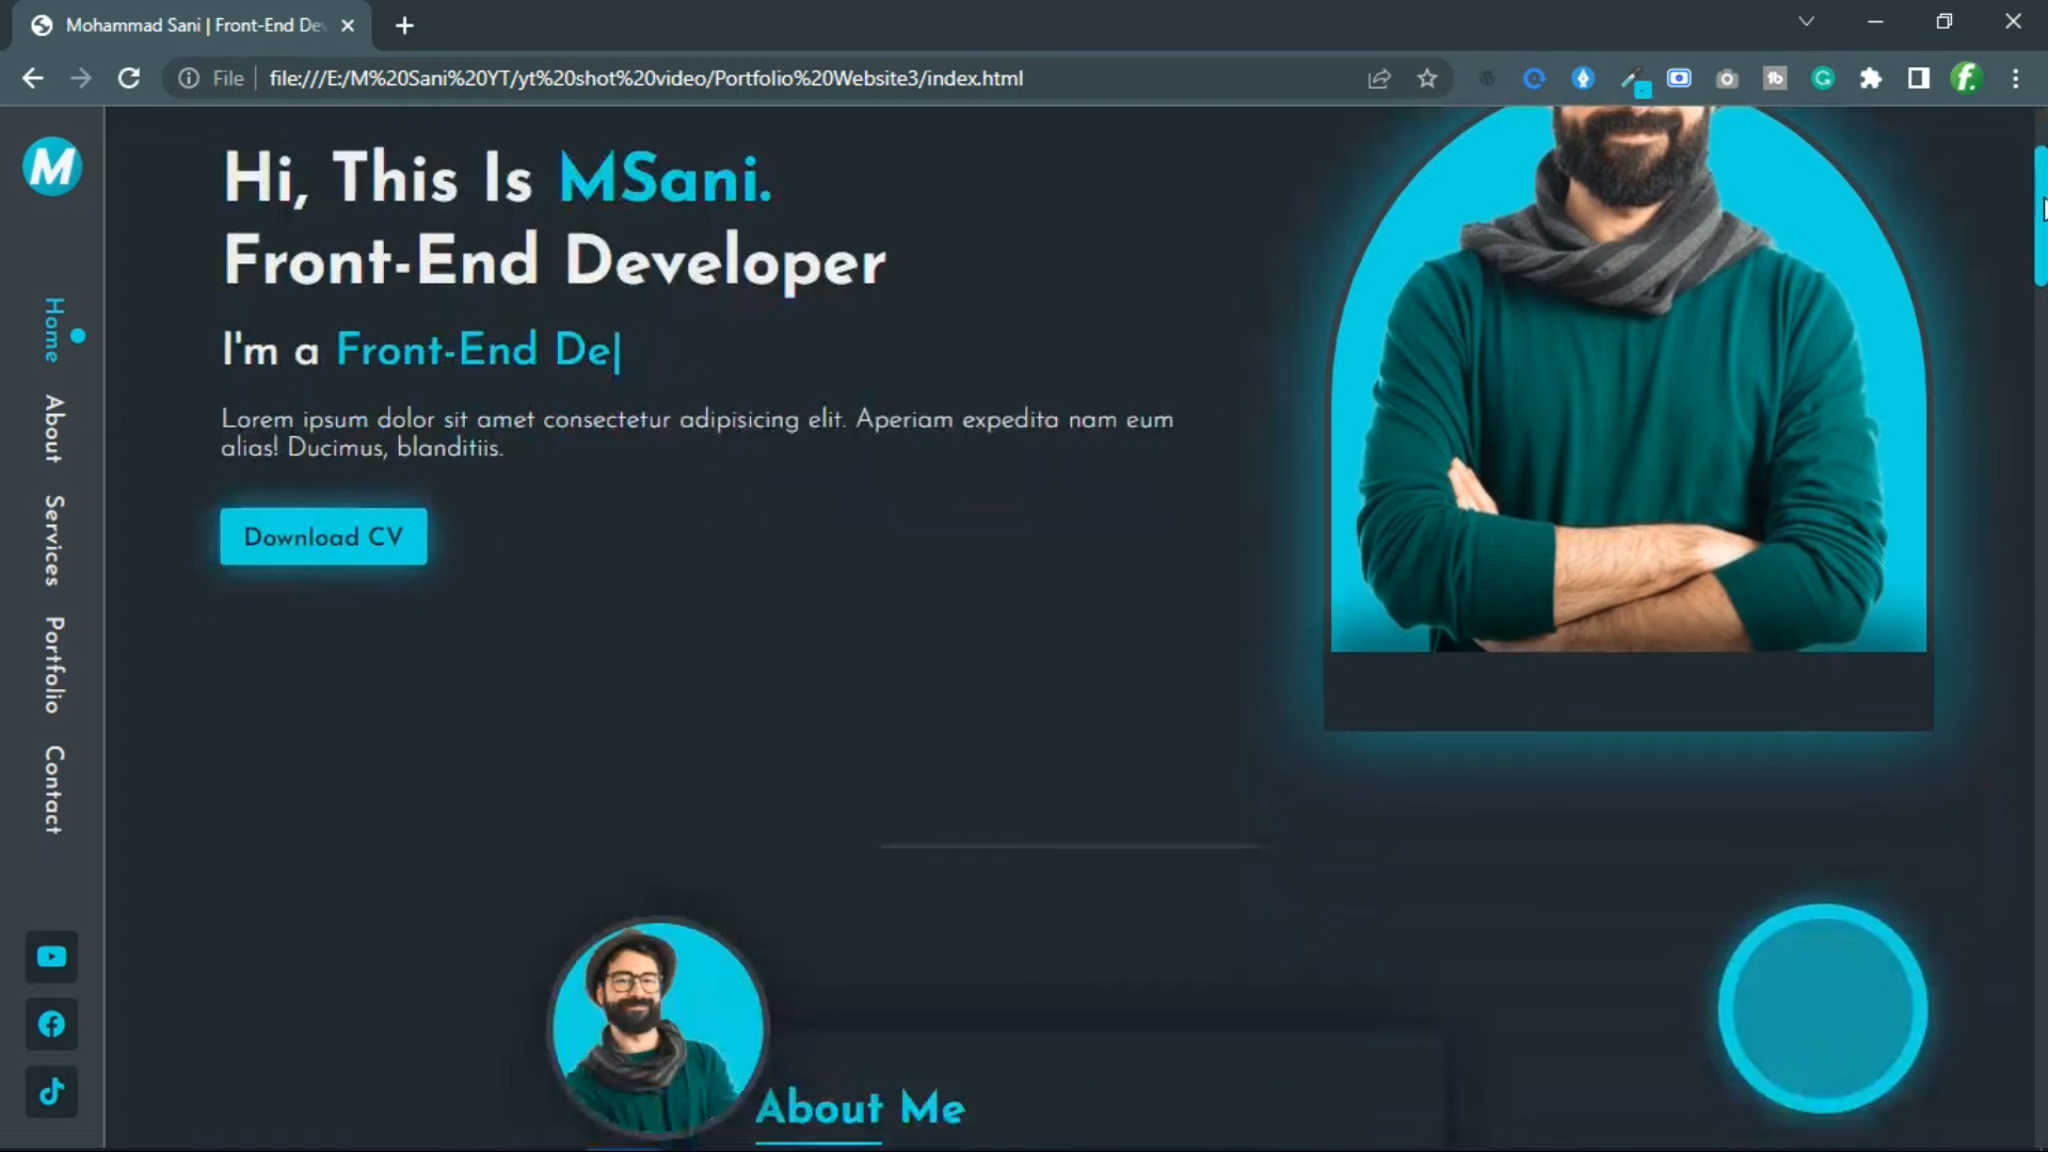 Mohammad Sani | Front-End Dev
File
file:///E:/M%20Sani%20YT/yt%20shot%20video/Portfolio%20Website3/index.html
M
Home
About
Services
Portfolio
Contact
Hi, This Is MSani.
Front-End Developer
I'm a Front-End De|
Lorem ipsum dolor sit amet consectetur adipisicing elit. Aperiam expedita nam eum
alias! Ducimus, blanditiis.
Download CV
About Me